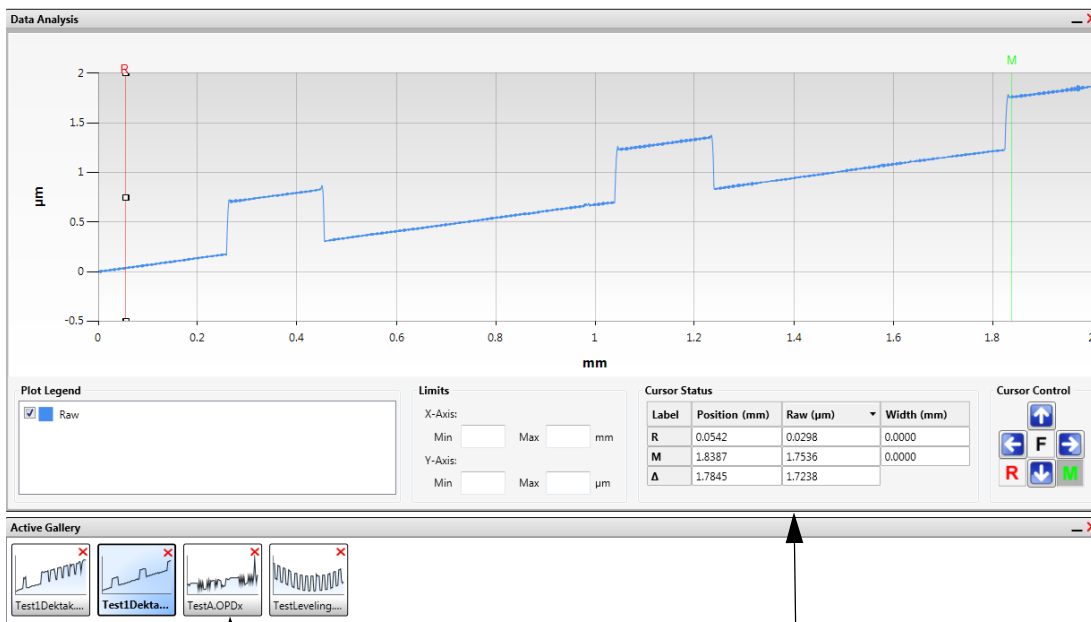 Data Analysis
R
M
2
1.5
1
0.5
0
-0.5
µm
0 0.2 0.4 0.6 0.8 1 1.2 1.4 1.6 1.8 2
mm
Plot Legend
Raw
Limits
X-Axis:
Min Max mm
Y-Axis:
Min Max µm
Cursor Status
Label Position (mm) Raw (µm) Width (mm)
R 0.0542 0.0298 0.0000
M 1.8387 1.7536 0.0000
Δ 1.7845 1.7238
Cursor Control
F
R M
Active Gallery
Test1Dektak.... Test1Dekta... TestA.OPDx TestLeveling....